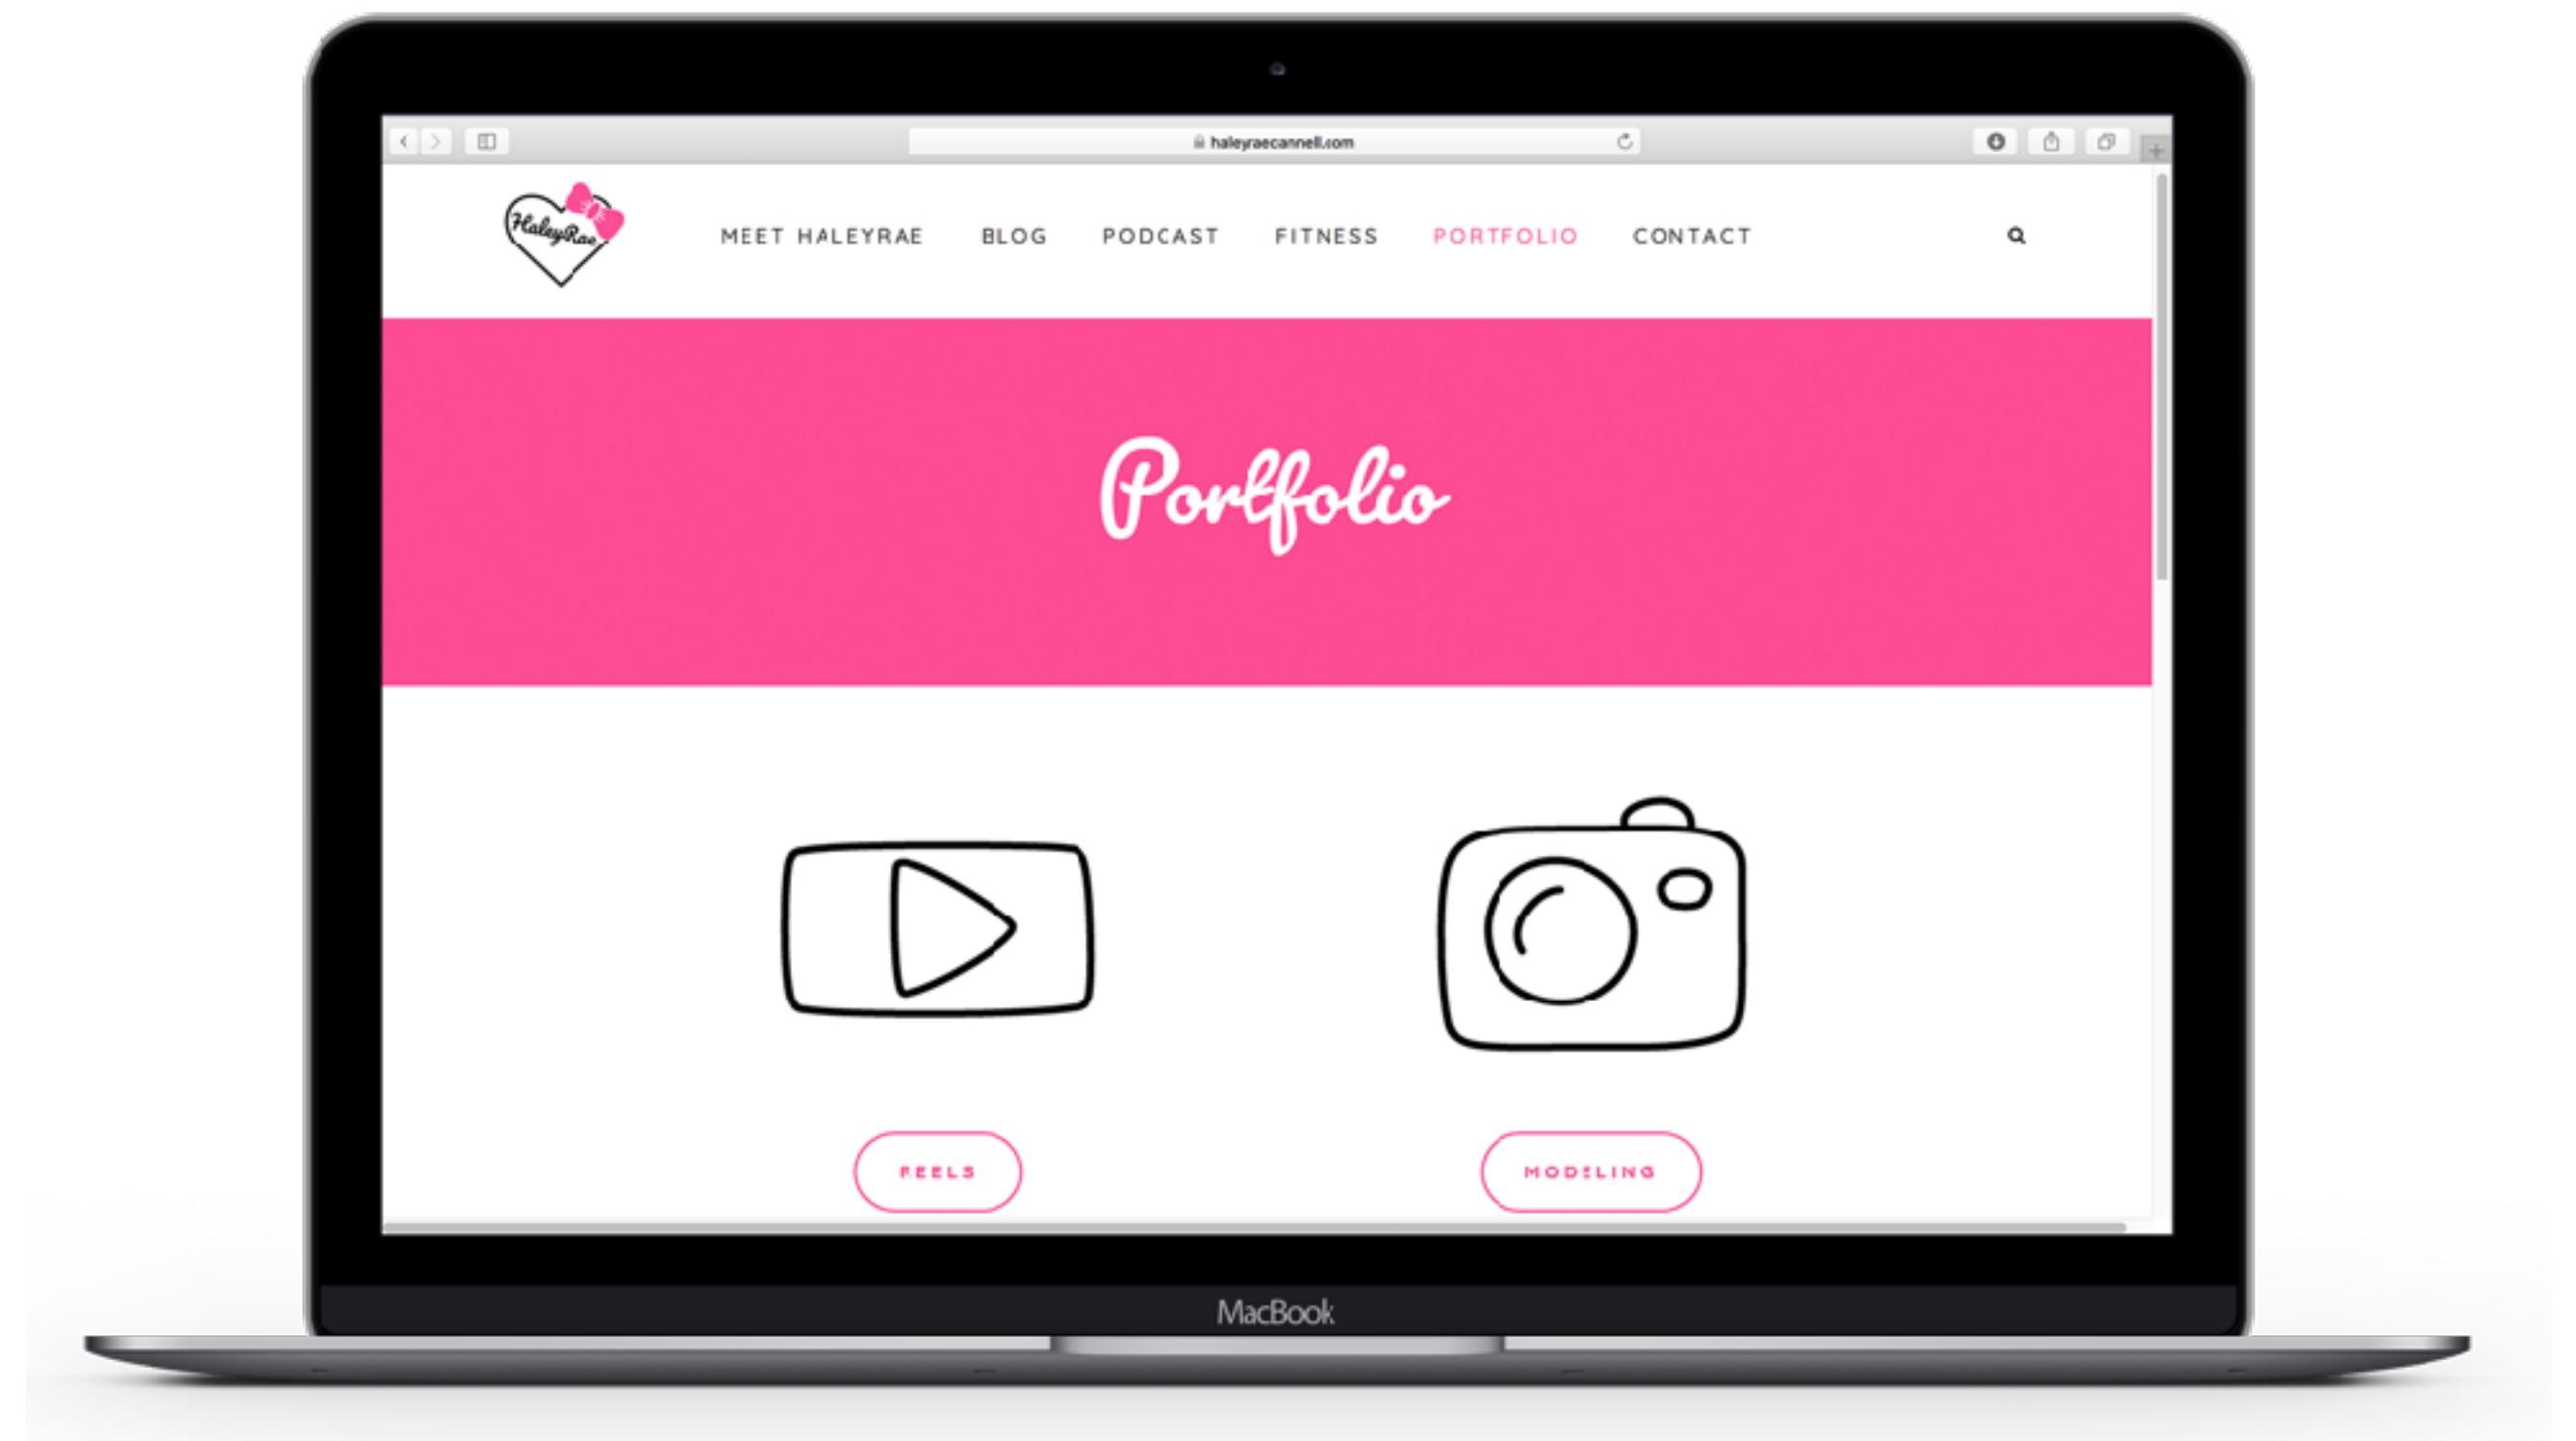 haleyraecannell.com
HaleyRae
MEET HALEYRAE BLOG PODCAST FITNESS PORTFOLIO CONTACT
Portfolio
REELS MODELING
MacBook